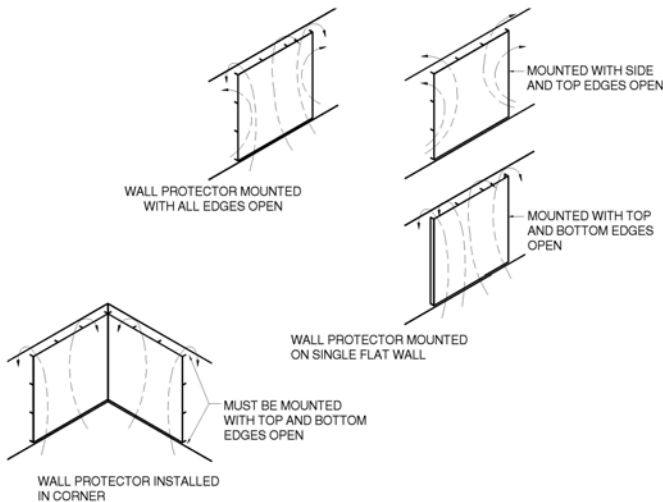 WALL PROTECTOR MOUNTED
WITH ALL EDGES OPEN
MOUNTED WITH SIDE
AND TOP EDGES OPEN
MOUNTED WITH TOP
AND BOTTOM EDGES
OPEN
WALL PROTECTOR MOUNTED
ON SINGLE FLAT WALL
MUST BE MOUNTED
WITH TOP AND BOTTOM
EDGES OPEN
WALL PROTECTOR INSTALLED
IN CORNER